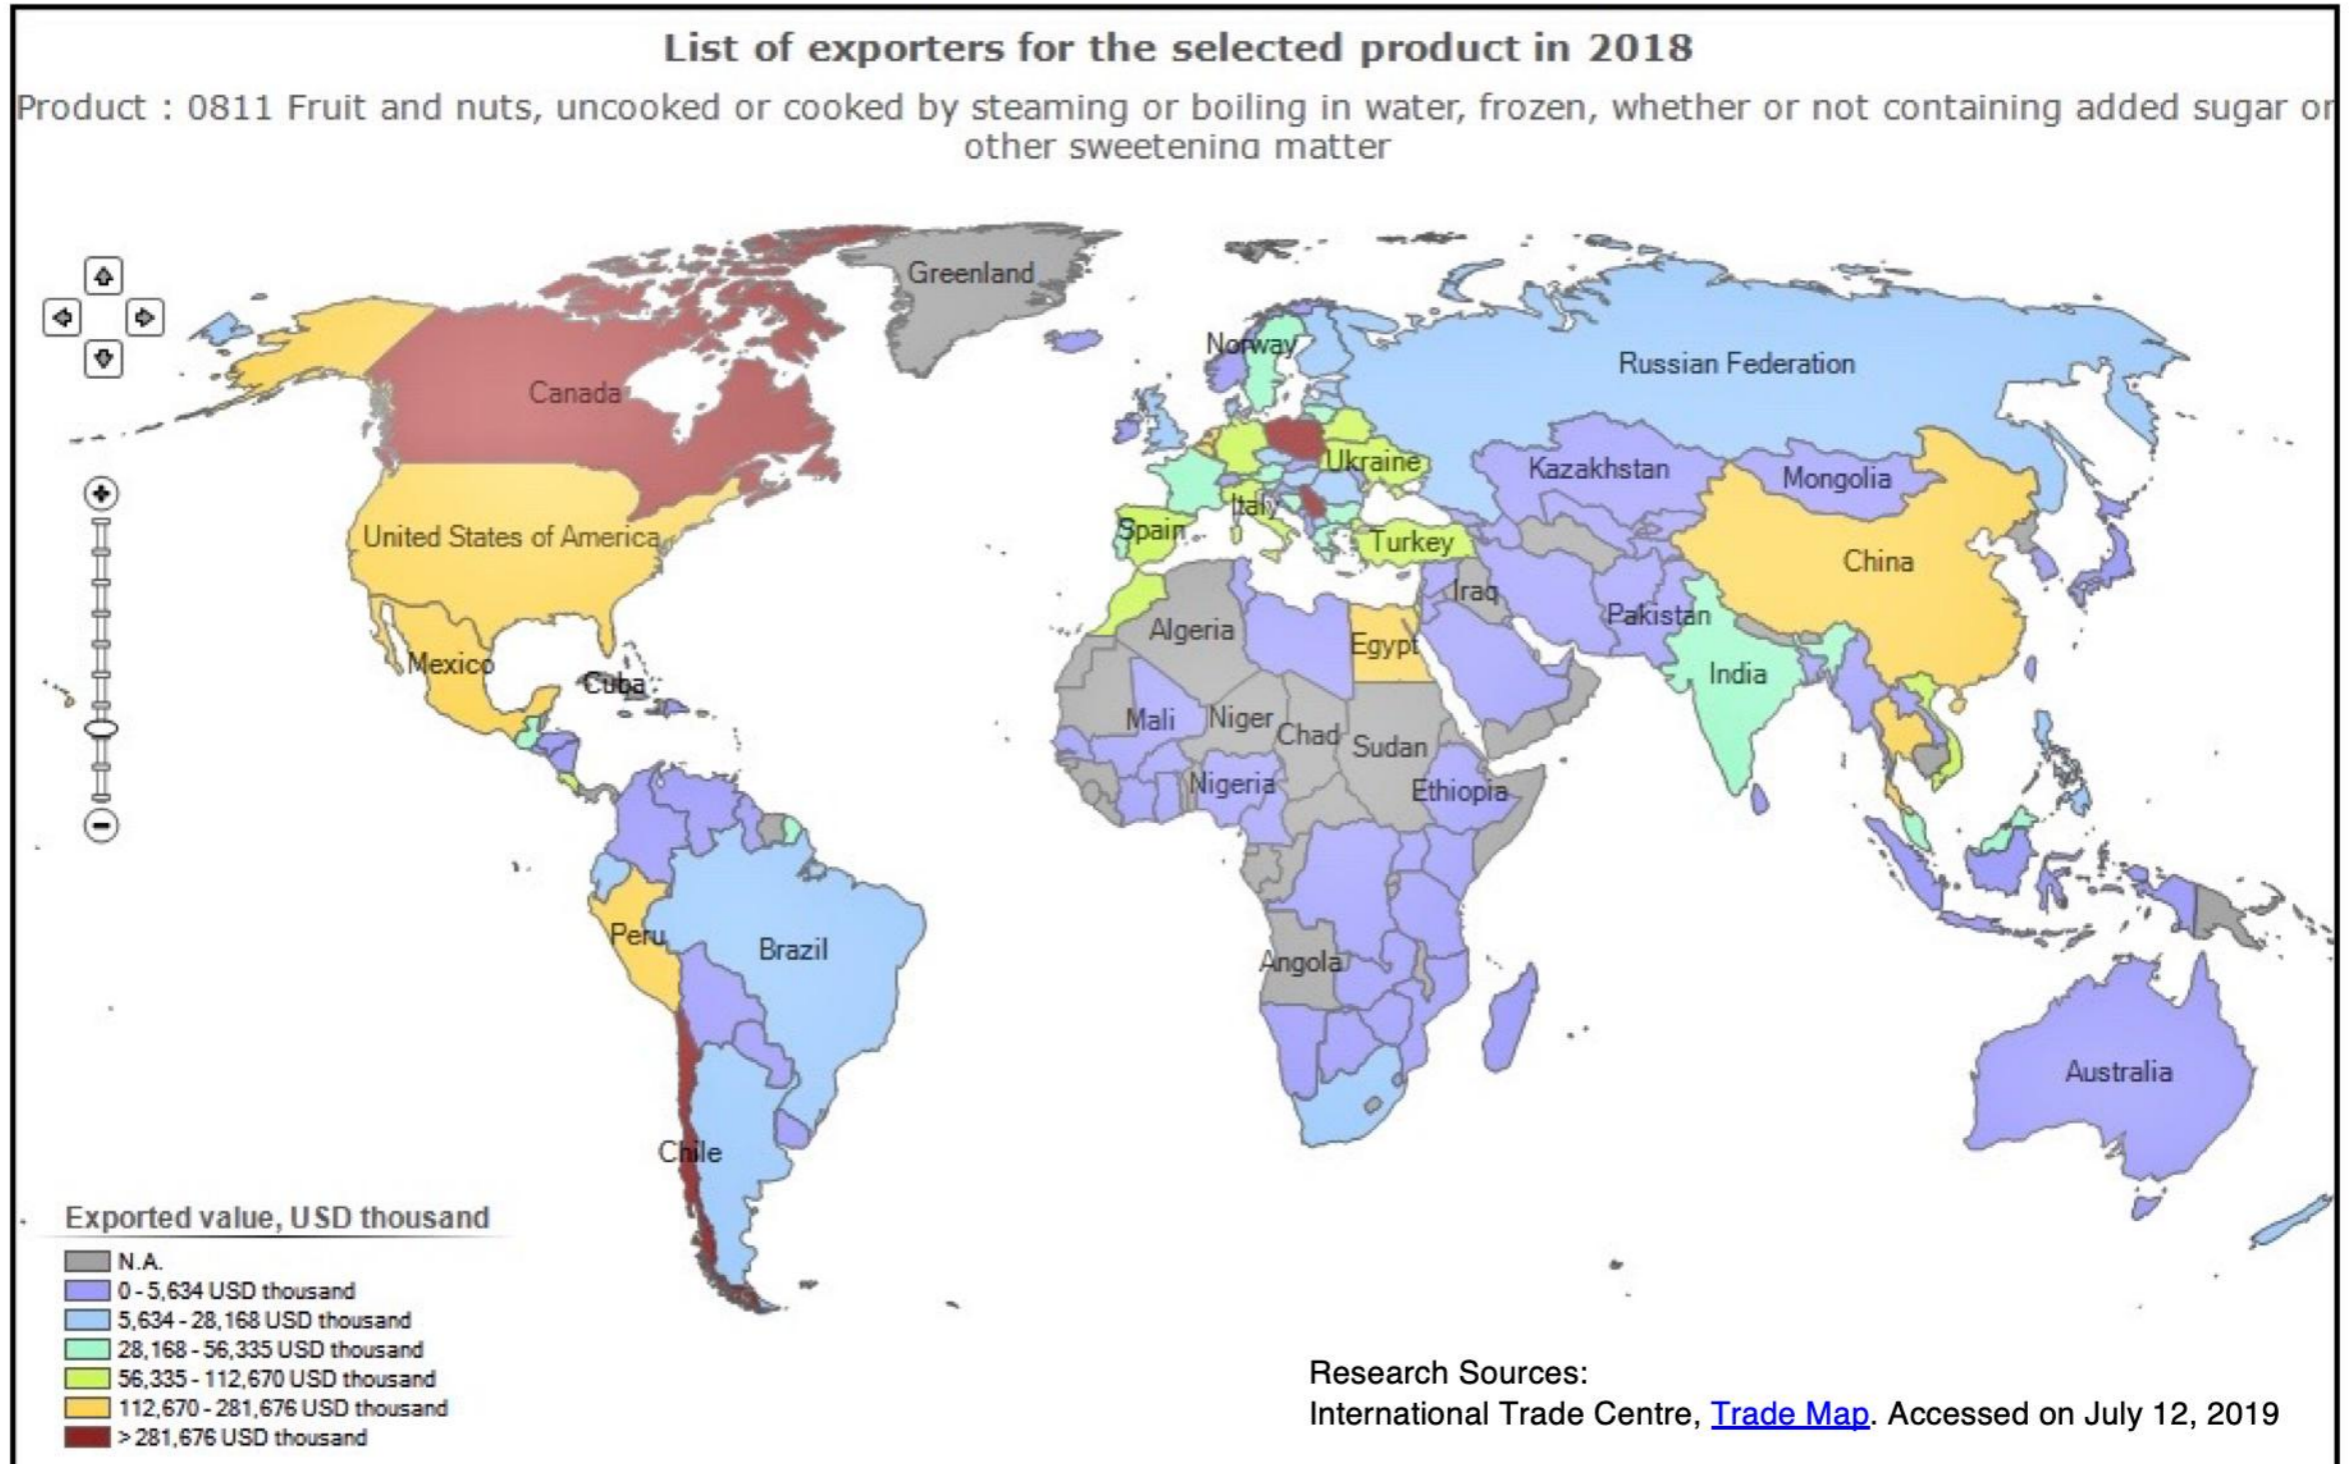 List of exporters for the selected product in 2018
Product : 0811 Fruit and nuts, uncooked or cooked by steaming or boiling in water, frozen, whether or not containing added sugar or
other sweetening matter
Greenland
Norway
Russian Federation
Canada
Ukraine
Kazakhstan
Mongolia
Italy
Spain
Turkey
United States of America
China
Iraq
Pakistan
Algeria
Egypt
Mexico
Cuba
India
Mali
Niger
Chad
Sudan
Nigeria
Ethiopia
Peru
Brazil
Angola
Australia
Chile
Exported value, USD thousand
N.A.
0 - 5,634 USD thousand
5,634 - 28,168 USD thousand
28,168 - 56,335 USD thousand
56,335 - 112,670 USD thousand
112,670 - 281,676 USD thousand
> 281,676 USD thousand
Research Sources:
International Trade Centre, Trade Map. Accessed on July 12, 2019